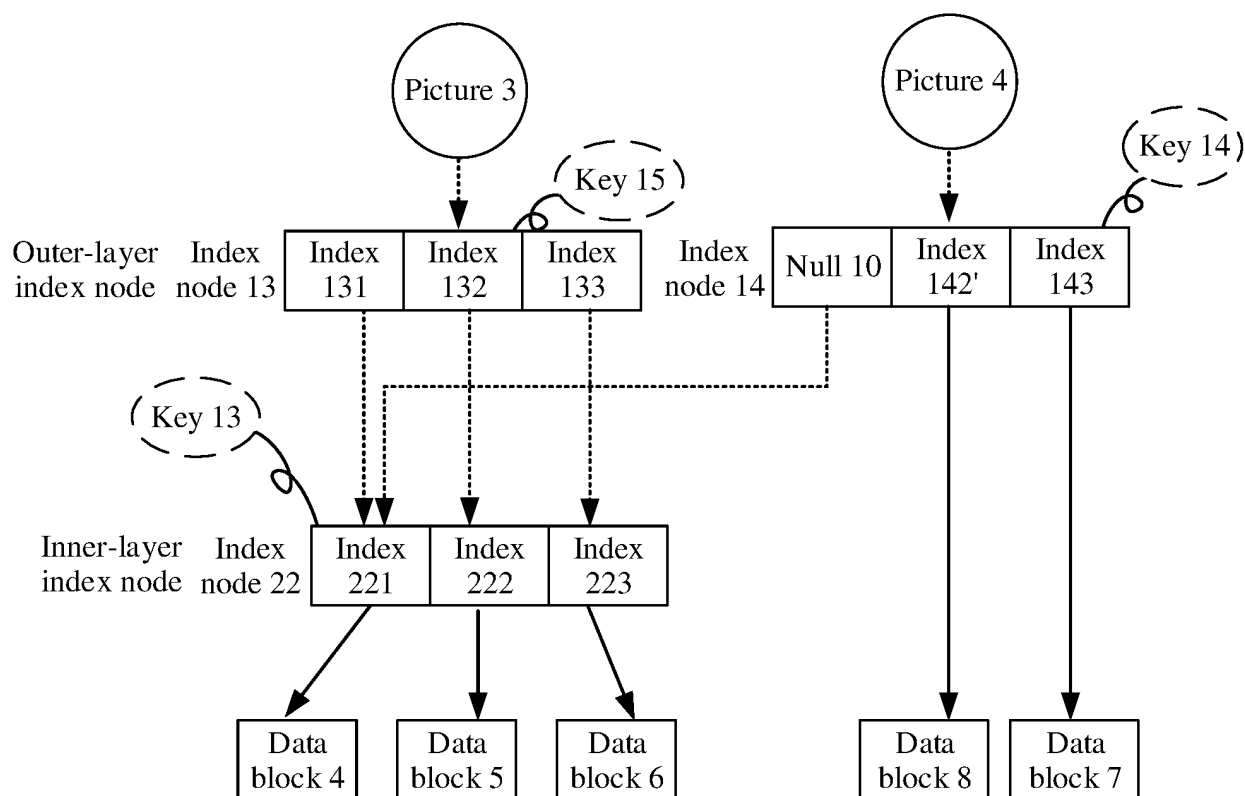 Picture 3
Picture 4
Key 15
Key 14
Outer-layer
index node
Index
node 13
Index
131
Index
132
Index
133
Index
node 14
Null 10
Index
142'
Index
143
Key 13
Inner-layer
index node
Index
node 22
Index
221
Index
222
Index
223
Data
block 4
Data
block 5
Data
block 6
Data
block 8
Data
block 7